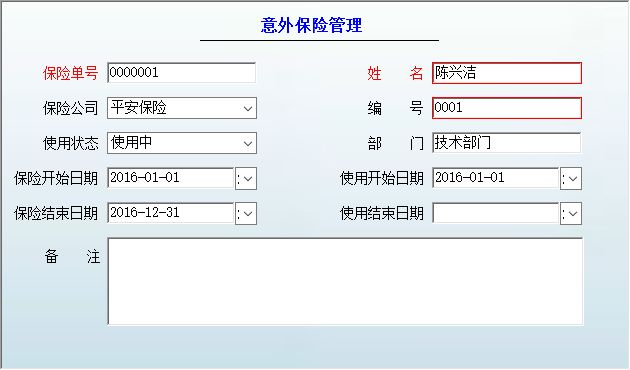 意外保险管理
保险单号 0000001 姓 名 陈兴洁
保险公司 平安保险 编 号 0001
使用状态 使用中 部 门 技术部门
保险开始日期 2016-01-01 使用开始日期 2016-01-01
保险结束日期 2016-12-31 使用结束日期
备 注